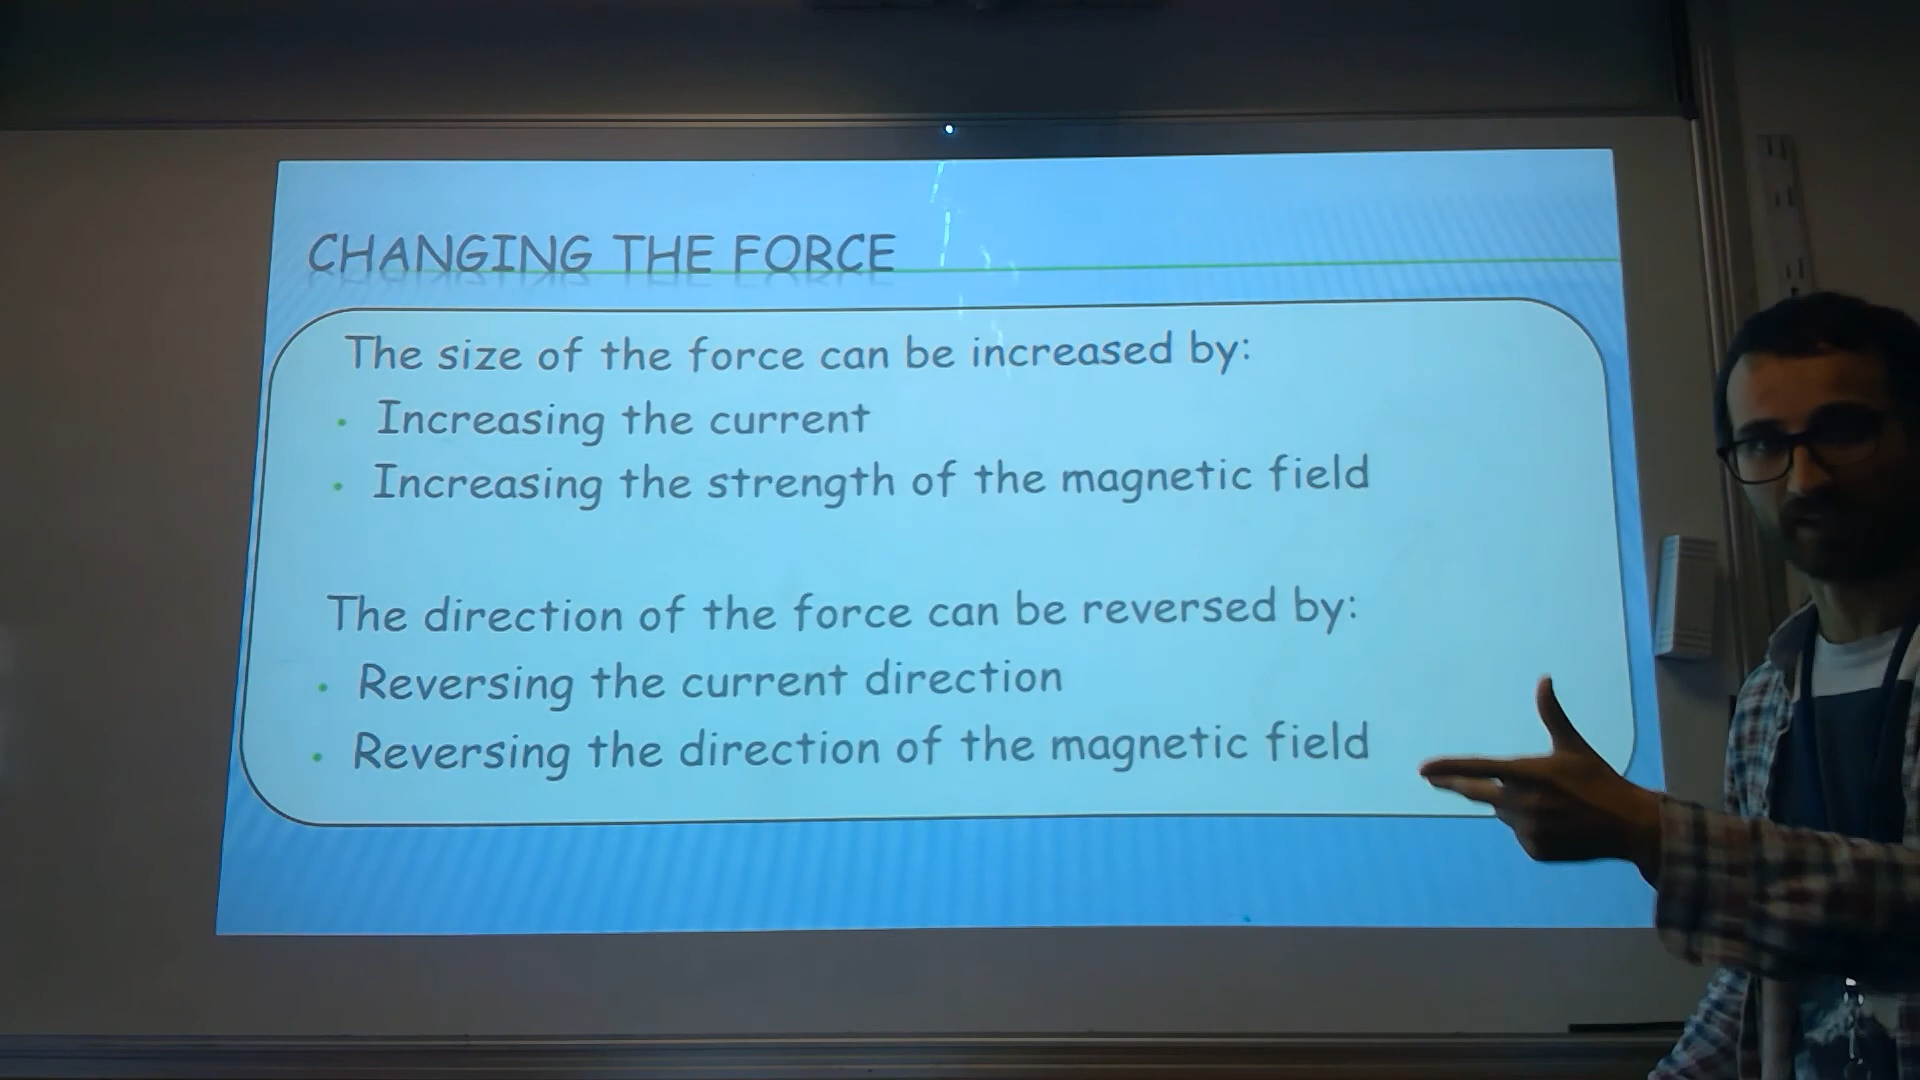 CHANGING THE FORCE
The size of the force can be increased by:
• Increasing the current
• Increasing the strength of the magnetic field
The direction of the force can be reversed by:
• Reversing the current direction
• Reversing the direction of the magnetic field